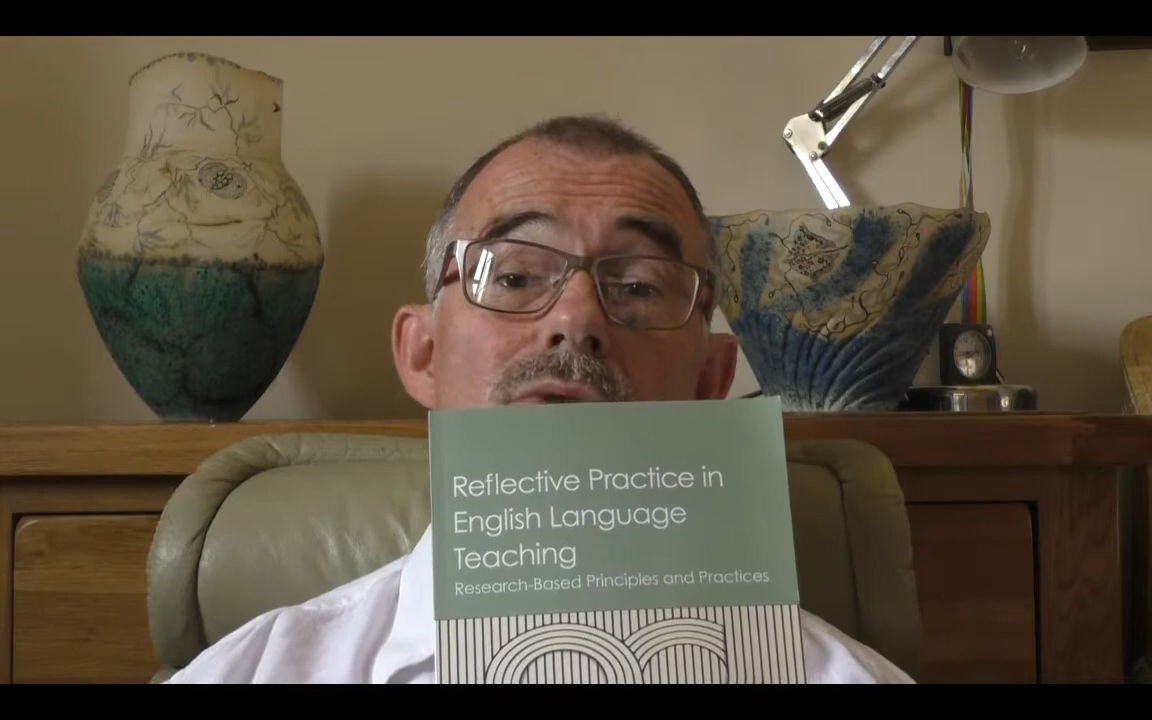 Reflective Practice in
English Language
Teaching
Research-Based Principles and Practices